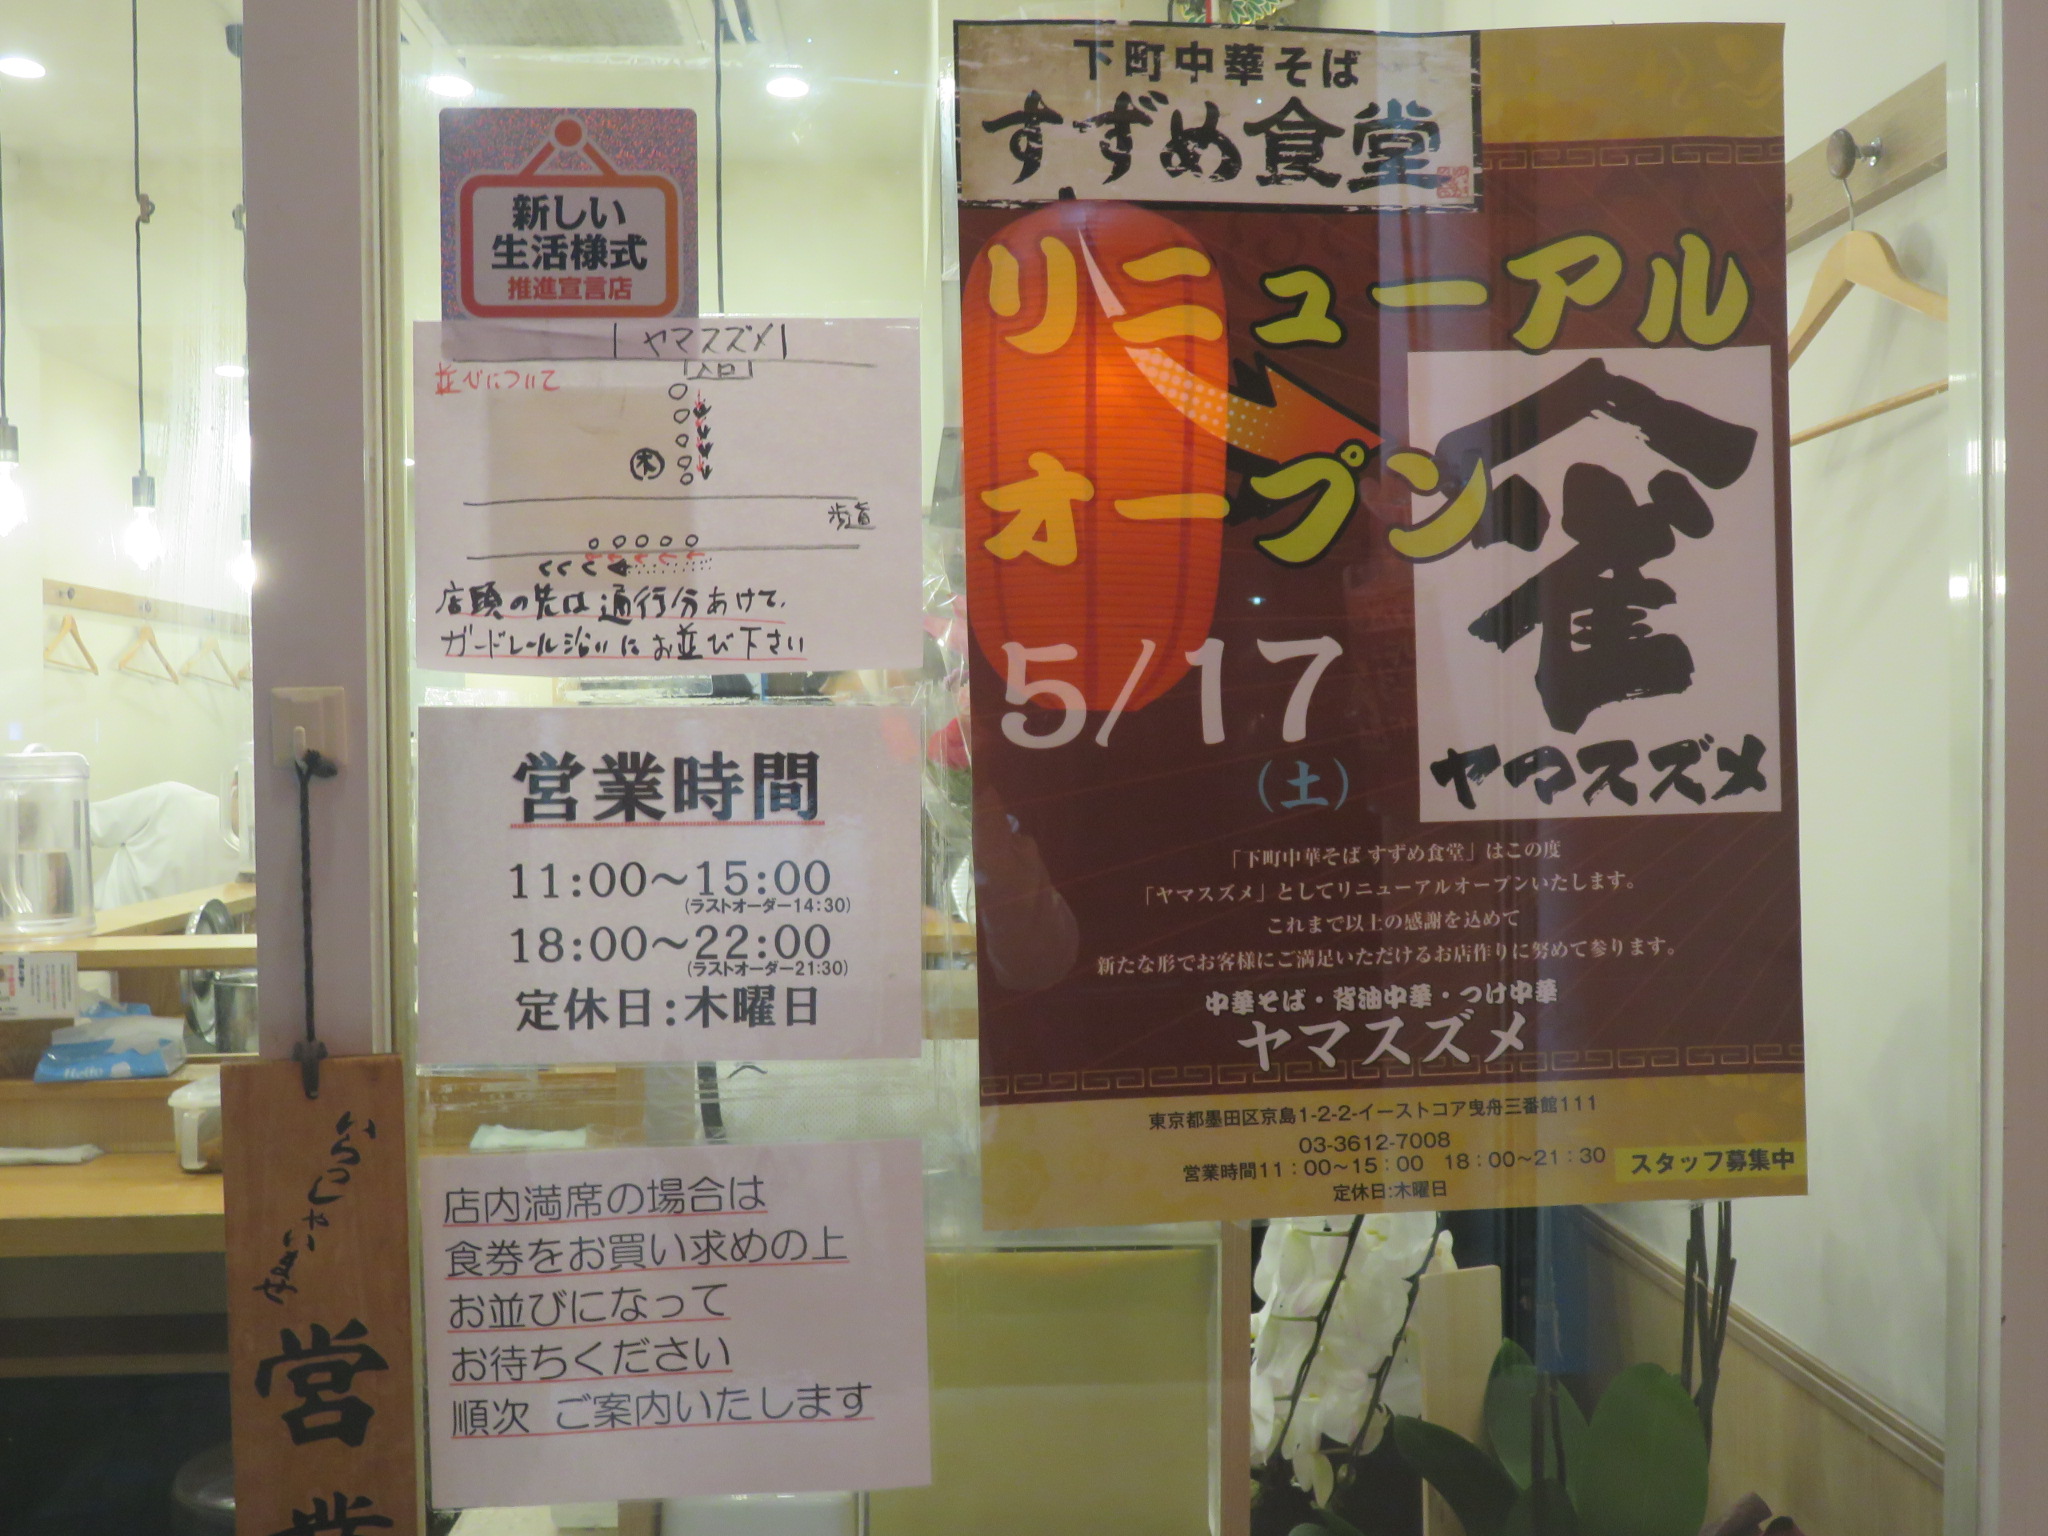 新しい
生活様式
推進宣言店
ヤマスズメ
入口
並びについて
木
歩道
店頭の先は通行分あけて、
ガードレール沿いにお並び下さい
営業時間
11:00～15:00
(ラストオーダー14:30)
18:00～22:00
(ラストオーダー21:30)
定休日:木曜日
店内満席の場合は
食券をお買い求めの上
お並びになって
お待ちください
順次 ご案内いたします
いらっしゃいませ
営業
下町中華そば
すずめ食堂
リニューアル
オープン
5/17
(土)
雀
ヤマスズメ
「下町中華そば すずめ食堂」はこの度
「ヤマスズメ」としてリニューアルオープンいたします。
これまで以上の感謝を込めて
新たな形でお客様にご満足いただけるお店作りに努めて参ります。
中華そば・背油中華・つけ中華
ヤマスズメ
東京都墨田区京島1-2-2-イーストコア曳舟三番館111
03-3612-7008
営業時間11：00～15：00 18：00～21：30
定休日:木曜日
スタッフ募集中
Hello